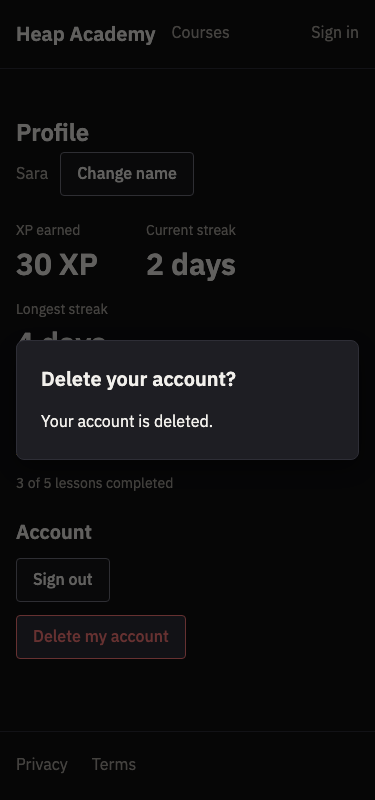 Heap Academy Courses Sign in
Profile
Sara Change name
XP earned Current streak
30 XP 2 days
Longest streak
4 days
Delete your account?
Your account is deleted.
3 of 5 lessons completed
Account
Sign out
Delete my account
Privacy Terms